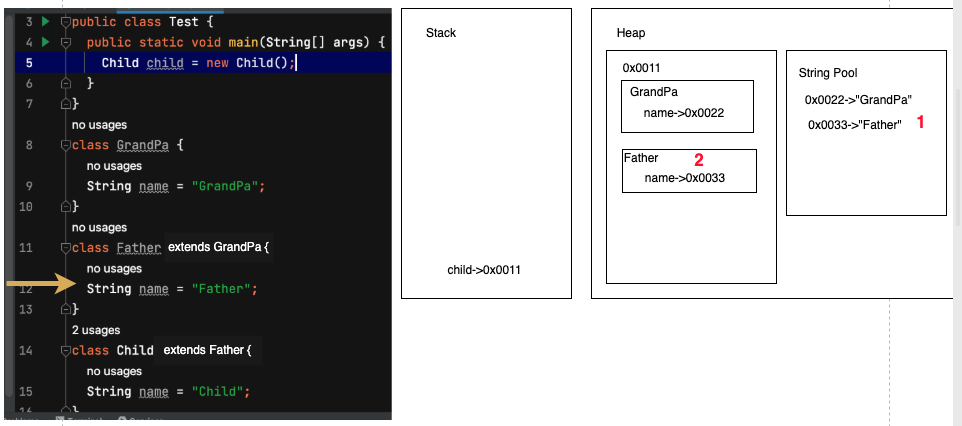 3 public class Test {
4 public static void main(String[] args) {
5 Child child = new Child();
6 }
7 }
no usages
8 class GrandPa {
no usages
9 String name = "GrandPa";
10 }
no usages
11 class Father extends GrandPa {
no usages
12 String name = "Father";
13 }
2 usages
14 class Child extends Father {
no usages
15 String name = "Child";
16 }
Stack
child->0x0011
Heap
0x0011
GrandPa
name->0x0022
Father 2
name->0x0033
String Pool
0x0022->"GrandPa"
0x0033->"Father" 1